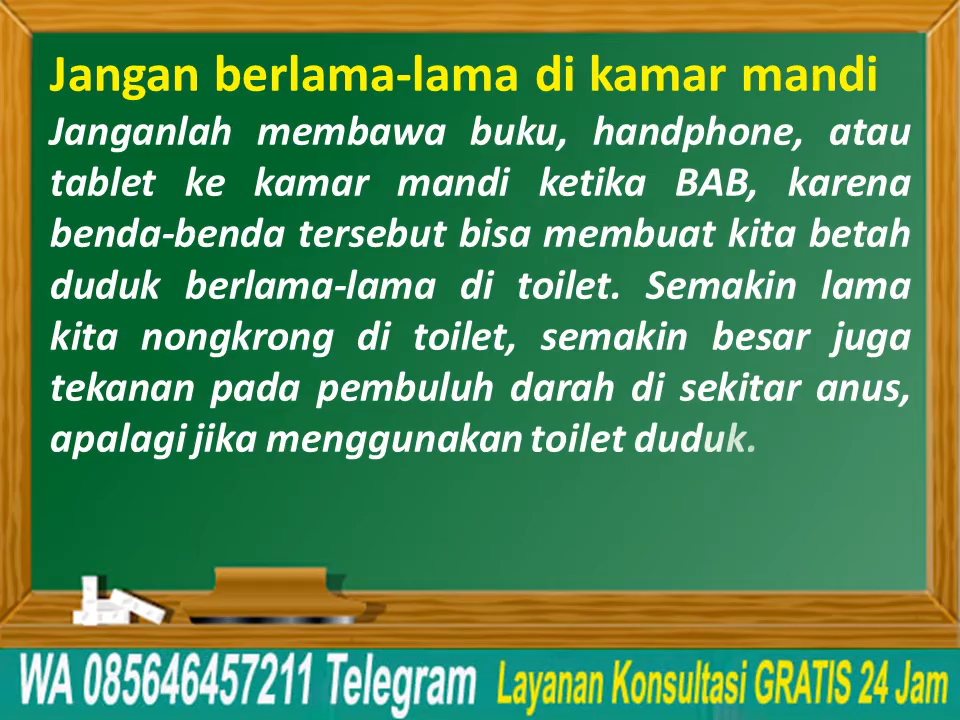 Jangan berlama-lama di kamar mandi
Janganlah membawa buku, handphone, atau
tablet ke kamar mandi ketika BAB, karena
benda-benda tersebut bisa membuat kita betah
duduk berlama-lama di toilet. Semakin lama
kita nongkrong di toilet, semakin besar juga
tekanan pada pembuluh darah di sekitar anus,
apalagi jika menggunakan toilet duduk.
WA 085646457211 Telegram Layanan Konsultasi GRATIS 24 Jam